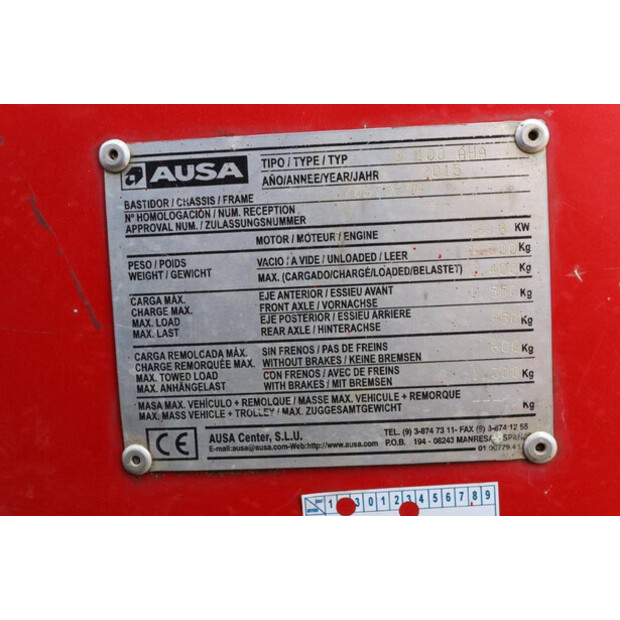 AUSA
TIPO / TYPE / TYP 100 AHA
AÑO/ANNEE/YEAR/JAHR 2015
BASTIDOR / CHASSIS / FRAME
Nº HOMOLOGACIÓN / NUM. RECEPTION
APPROVAL NUM. / ZULASSUNGSNUMMER
MOTOR / MOTEUR / ENGINE KW
PESO / POIDS VACIO / A VIDE / UNLOADED / LEER Kg
WEIGHT / GEWICHT MAX. (CARGADO/CHARGÉ/LOADED/BELASTET) Kg
CARGA MÁX. EJE ANTERIOR / ESSIEU AVANT
CHARGE MAX. FRONT AXLE / VORNACHSE Kg
MAX. LOAD EJE POSTERIOR / ESSIEU ARRIERE
MAX. LAST REAR AXLE / HINTERACHSE Kg
CARGA REMOLCADA MÁX. SIN FRENOS / PAS DE FREINS
CHARGE REMORQUÉE MAX. WITHOUT BRAKES / KEINE BREMSEN Kg
MAX. TOWED LOAD CON FRENOS / AVEC DE FREINS
MAX. ANHÄNGELAST WITH BRAKES / MIT BREMSEN Kg
MASA MAX. VEHÍCULO + REMOLQUE / MASSE MAX. VEHICULE + REMORQUE
MAX. MASS VEHICLE + TROLLEY / MAX. ZUGGESAMTGEWICHT Kg
CE
AUSA Center, S.L.U.
E-mail:ausa@ausa.com-Web:http://www.ausa.com
TEL. (9) 3-874 73 11- FAX (9) 3-874 12 55
P.O.B. 194 - 08243 MANRESA - SPAIN
1 3 0 1 2 3 4 5 6 7 8 9